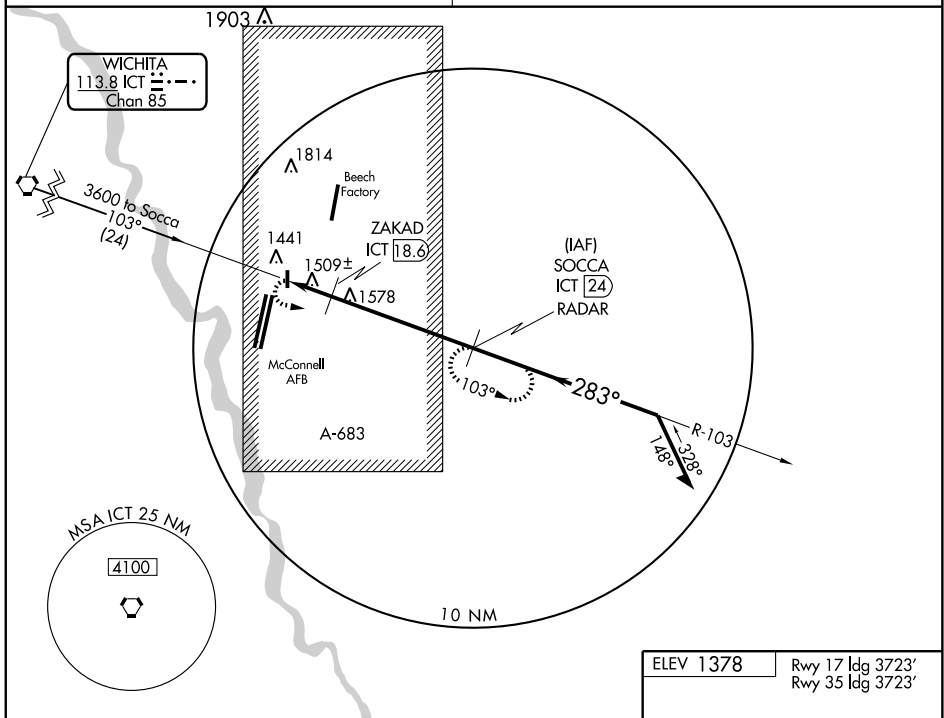 1903
WICHITA
113.8 ICT
Chan 85
1814
Beech
Factory
3600 to Socca
103°
(24)
ZAKAD
ICT 18.6
(IAF)
SOCCA
ICT 24
RADAR
1441
1509±
1578
McConnell
AFB
103°
283°
R-103
328°
148°
A-683
MSA ICT 25 NM
4100
10 NM
ELEV 1378
Rwy 17 ldg 3723'
Rwy 35 ldg 3723'